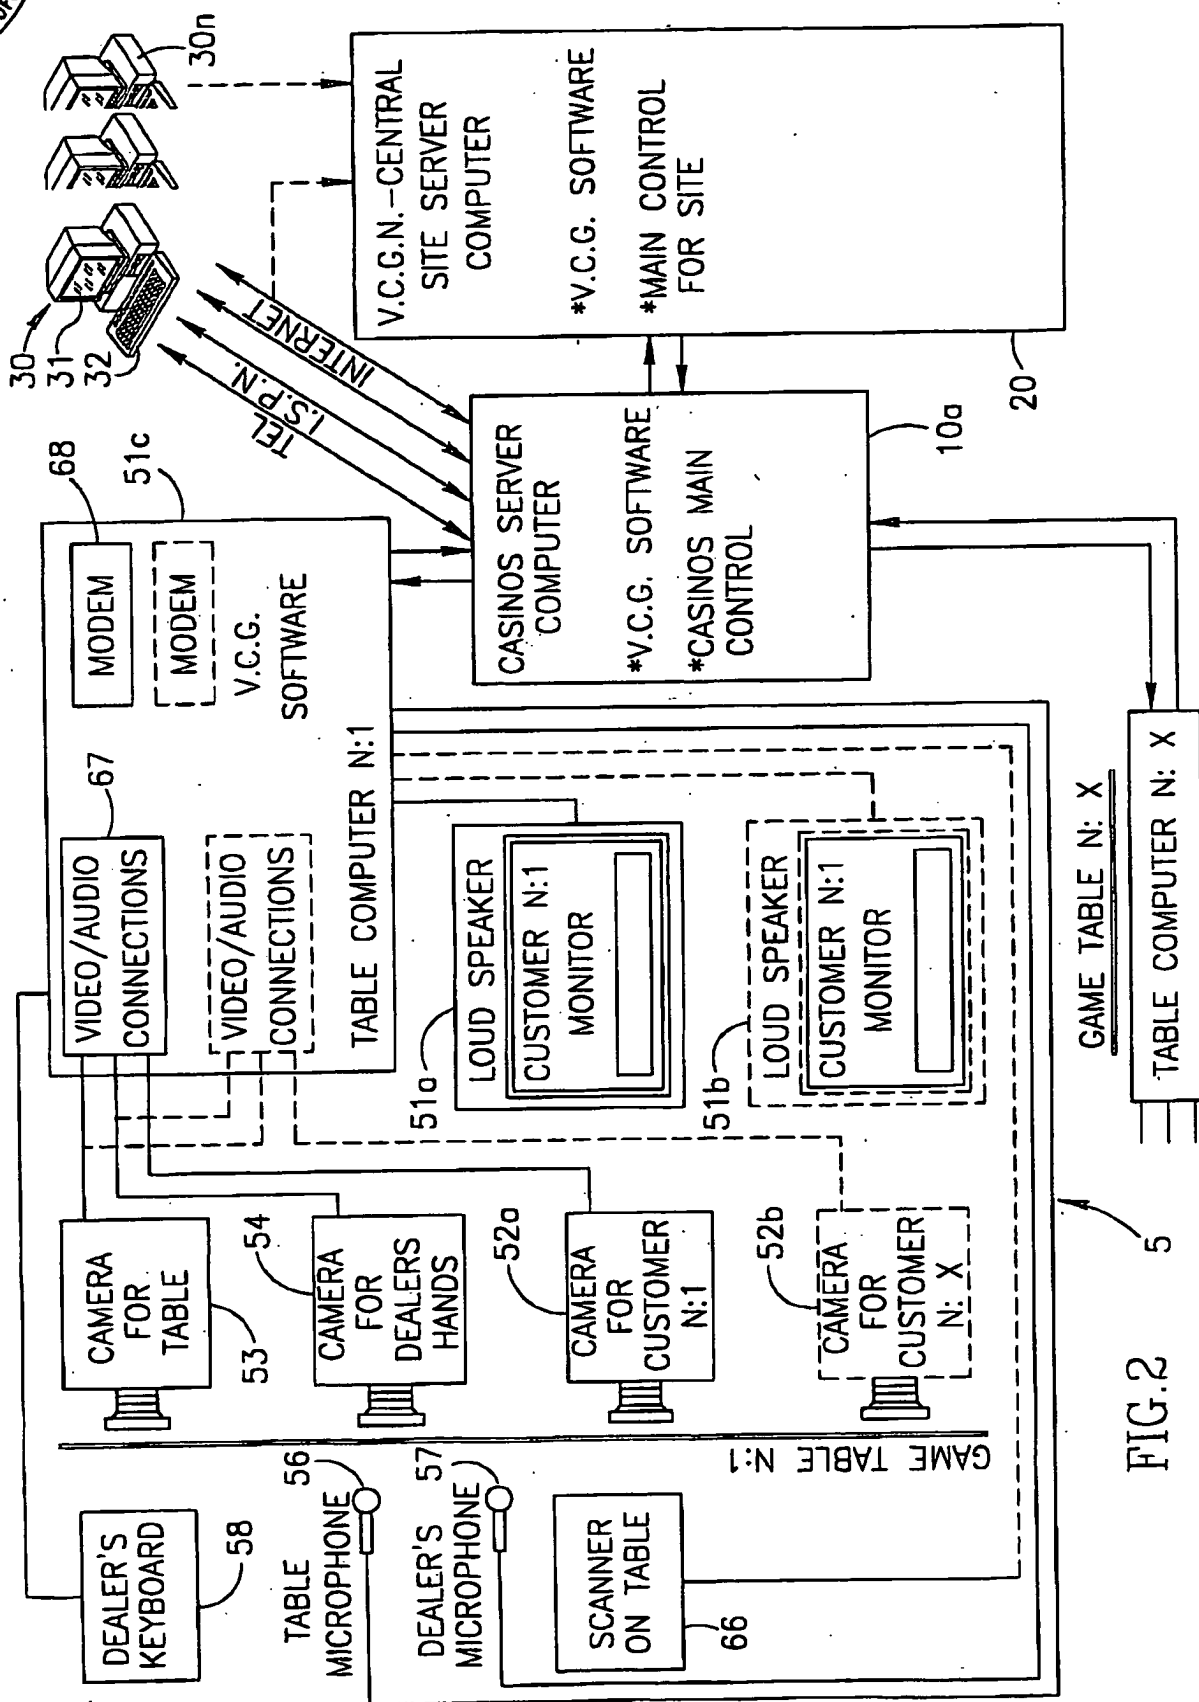 30n
30
31
32
V.C.G.N.-CENTRAL
SITE SERVER
COMPUTER
*V.C.G. SOFTWARE
*MAIN CONTROL
FOR SITE
20
TEL
I.S.P.N.
INTERNET
CASINOS SERVER
COMPUTER
*V.C.G. SOFTWARE
*CASINOS MAIN
CONTROL
10a
68
51c
MODEM
MODEM
V.C.G.
SOFTWARE
67
VIDEO/AUDIO
CONNECTIONS
VIDEO/AUDIO
CONNECTIONS
TABLE COMPUTER N:1
51a
LOUD SPEAKER
CUSTOMER N:1
MONITOR
51b
LOUD SPEAKER
CUSTOMER N:1
MONITOR
GAME TABLE N: X
TABLE COMPUTER N: X
CAMERA
FOR
TABLE
53
54
CAMERA
FOR
DEALERS
HANDS
52a
CAMERA
FOR
CUSTOMER
N:1
52b
CAMERA
FOR
CUSTOMER
N: X
5
GAME TABLE N:1
DEALER'S
KEYBOARD
58
TABLE
MICROPHONE
56
DEALER'S
MICROPHONE
57
SCANNER
ON TABLE
66
FIG.2